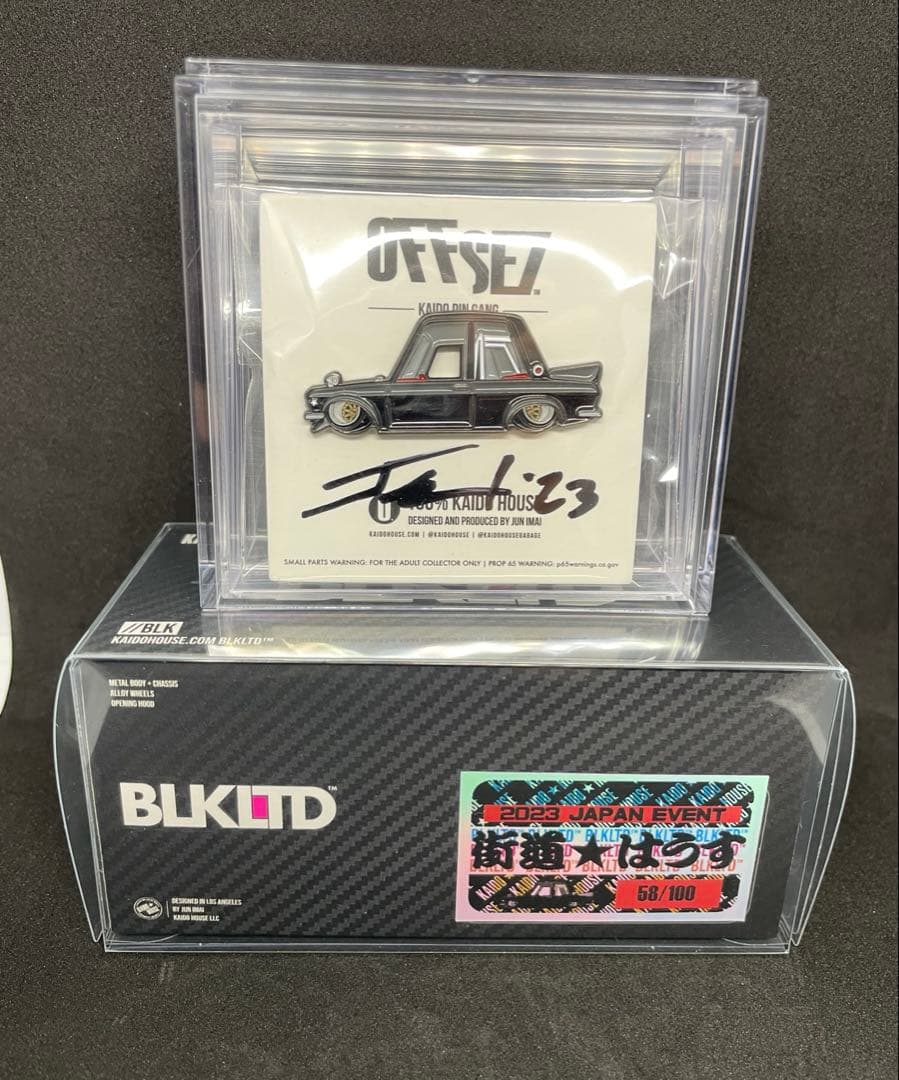 OFFSET
KAIDO PIN GANG
'23
100% KAIDO HOUSE
DESIGNED AND PRODUCED BY JUN IMAI
KAIDOHOUSE.COM | @KAIDOHOUSE | @KAIDOHOUSEGARAGE
SMALL PARTS WARNING: FOR THE ADULT COLLECTOR ONLY | PROP 65 WARNING: p65warnings.ca.gov
//BLK
KAIDOHOUSE.COM BLKLTD™
METAL BODY + CHASSIS
ALLOY WHEELS
OPENING HOOD
BLKLTD™
2023 JAPAN EVENT
街道★はうす
58/100
DESIGNED IN LOS ANGELES
BY JUN IMAI
KAIDO HOUSE LLC